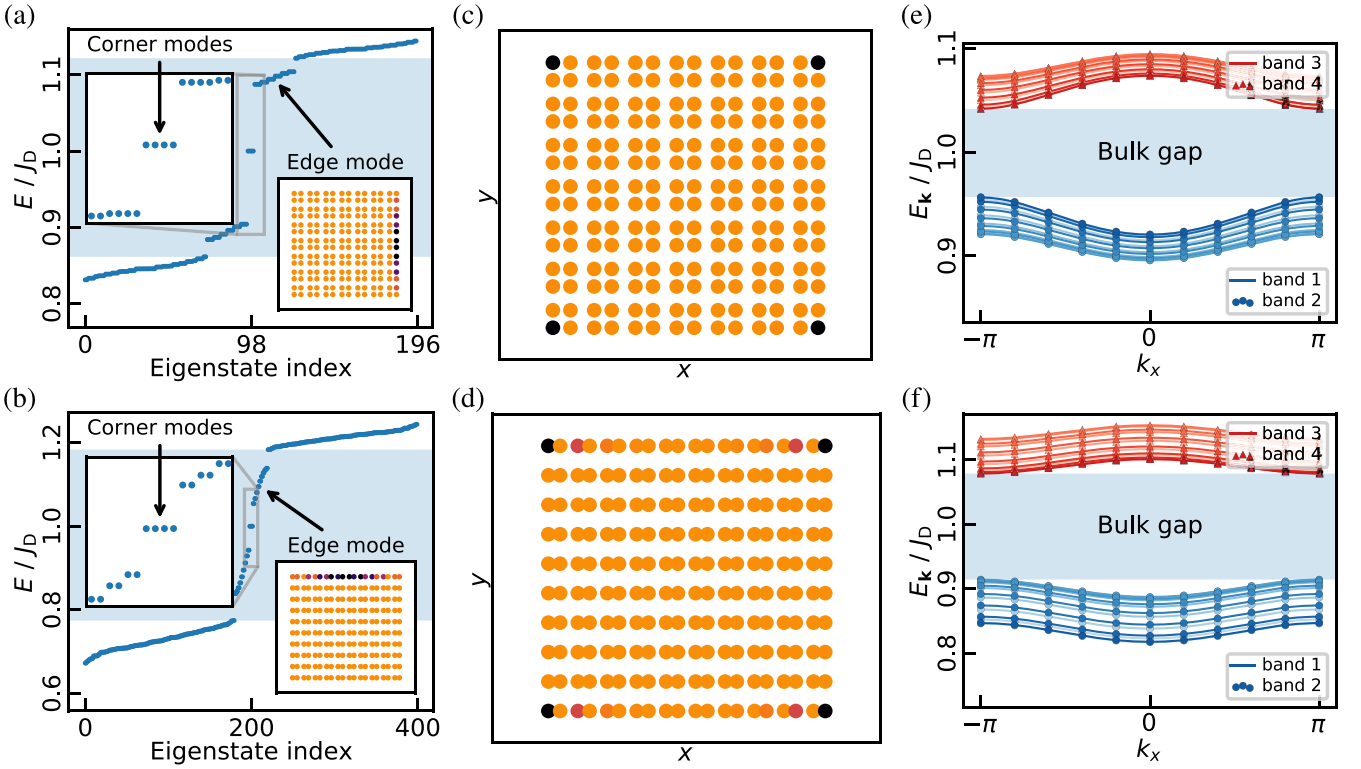 (a)
Corner modes
Edge mode
E / J_D
1.1
1.0
0.9
0.8
0
98
196
Eigenstate index
(b)
Corner modes
Edge mode
E / J_D
1.2
1.0
0.8
0.6
0
200
400
Eigenstate index
(c)
y
x
(d)
y
x
(e)
band 3
band 4
Bulk gap
band 1
band 2
E_k / J_D
1.1
1.0
0.9
−π
0
π
k_x
(f)
band 3
band 4
Bulk gap
band 1
band 2
E_k / J_D
1.1
1.0
0.9
0.8
−π
0
π
k_x